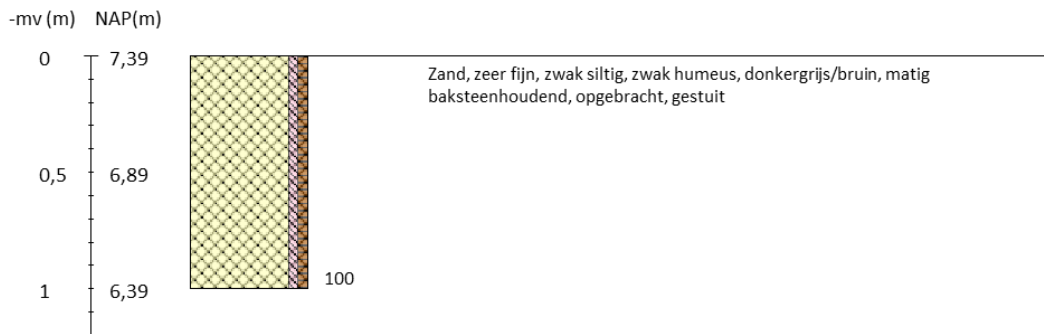 -mv (m) NAP(m)
0 7,39
Zand, zeer fijn, zwak siltig, zwak humeus, donkergrijs/bruin, matig
baksteenhoudend, opgebracht, gestuit
0,5 6,89
100
1 6,39